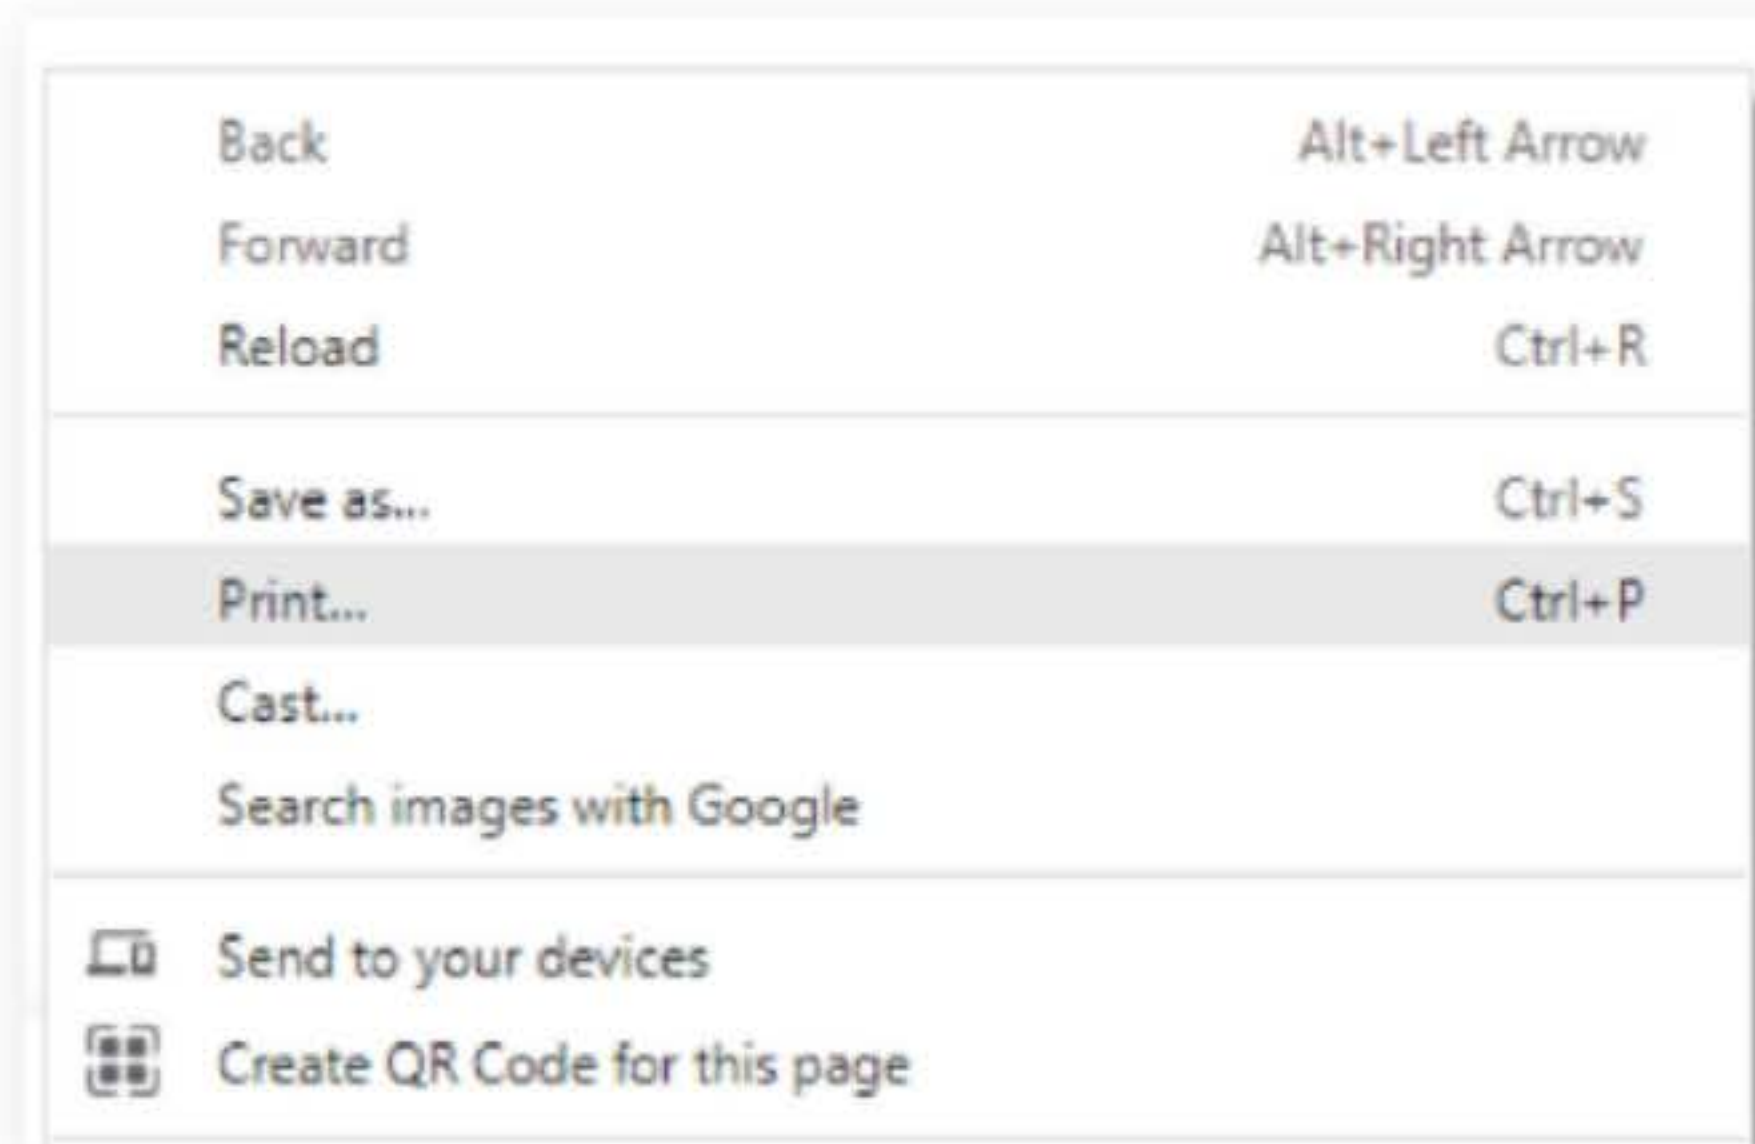 Back Alt+Left Arrow
Forward Alt+Right Arrow
Reload Ctrl+R
Save as... Ctrl+S
Print... Ctrl+P
Cast...
Search images with Google
Send to your devices
Create QR Code for this page